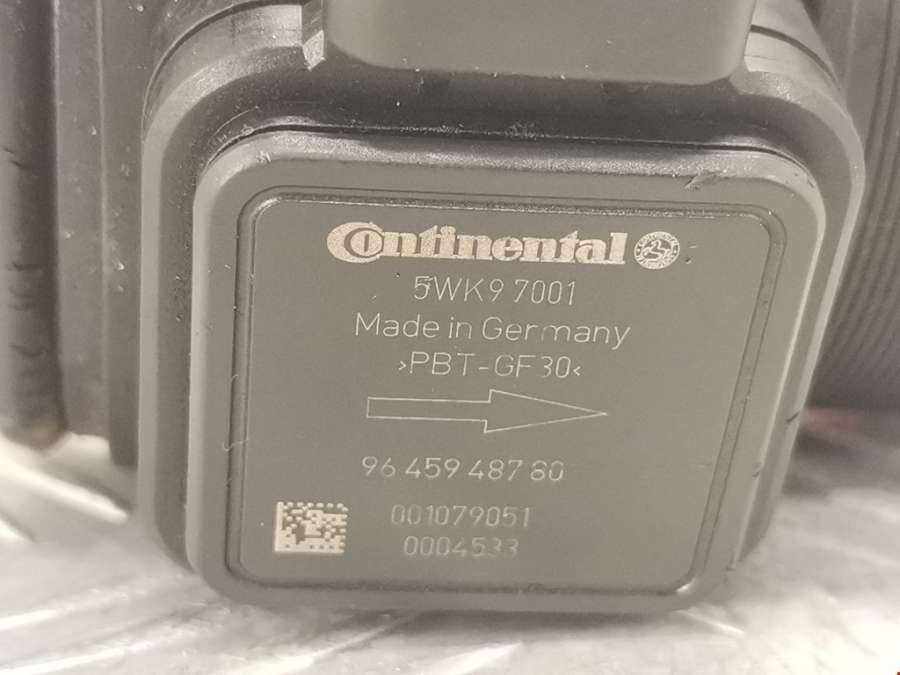 Continental
5WK9 7001
Made in Germany
>PBT-GF30<
96 459 487 80
001079051
0004533